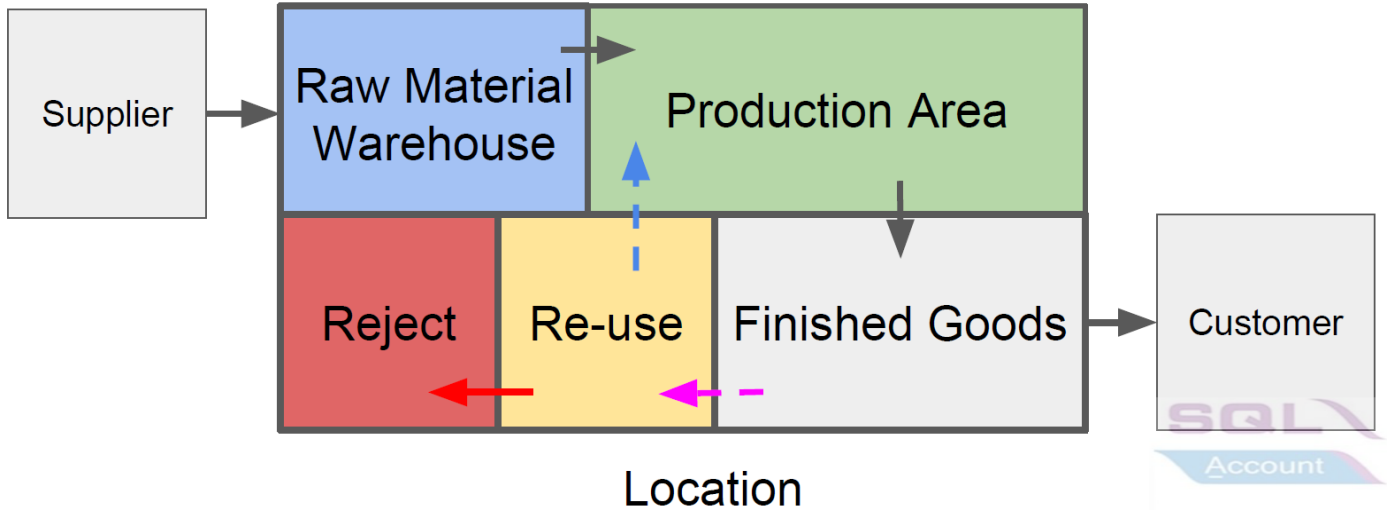 Supplier
Raw Material
Warehouse
Production Area
Reject
Re-use
Finished Goods
Customer
SQL
Account
Location